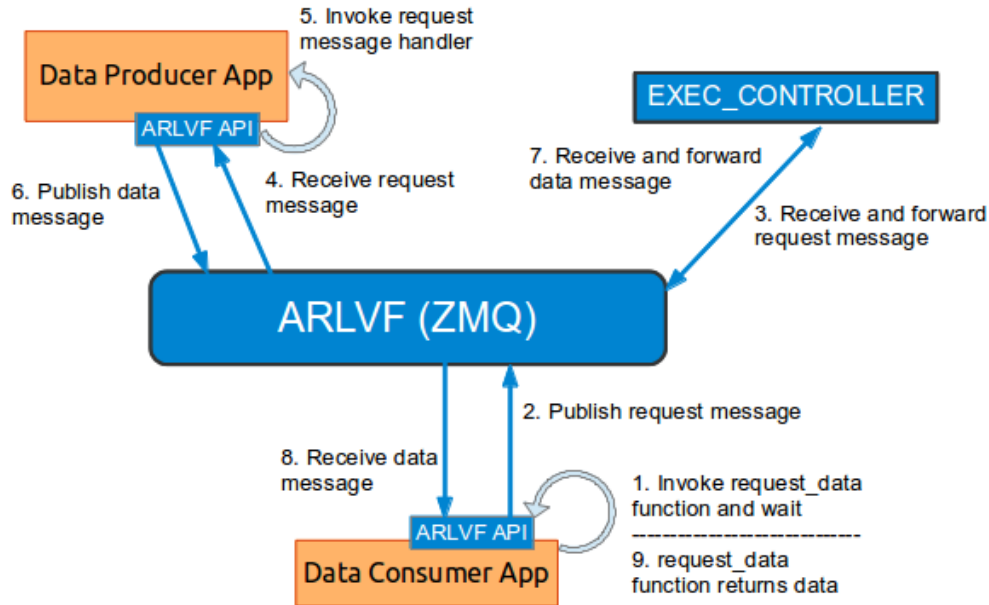 5. Invoke request
message handler
Data Producer App
ARLVF API
EXEC_CONTROLLER
6. Publish data
message
4. Receive request
message
7. Receive and forward
data message
3. Receive and forward
request message
ARLVF (ZMQ)
2. Publish request message
8. Receive data
message
ARLVF API
Data Consumer App
1. Invoke request_data
function and wait
------------------------------
9. request_data
function returns data